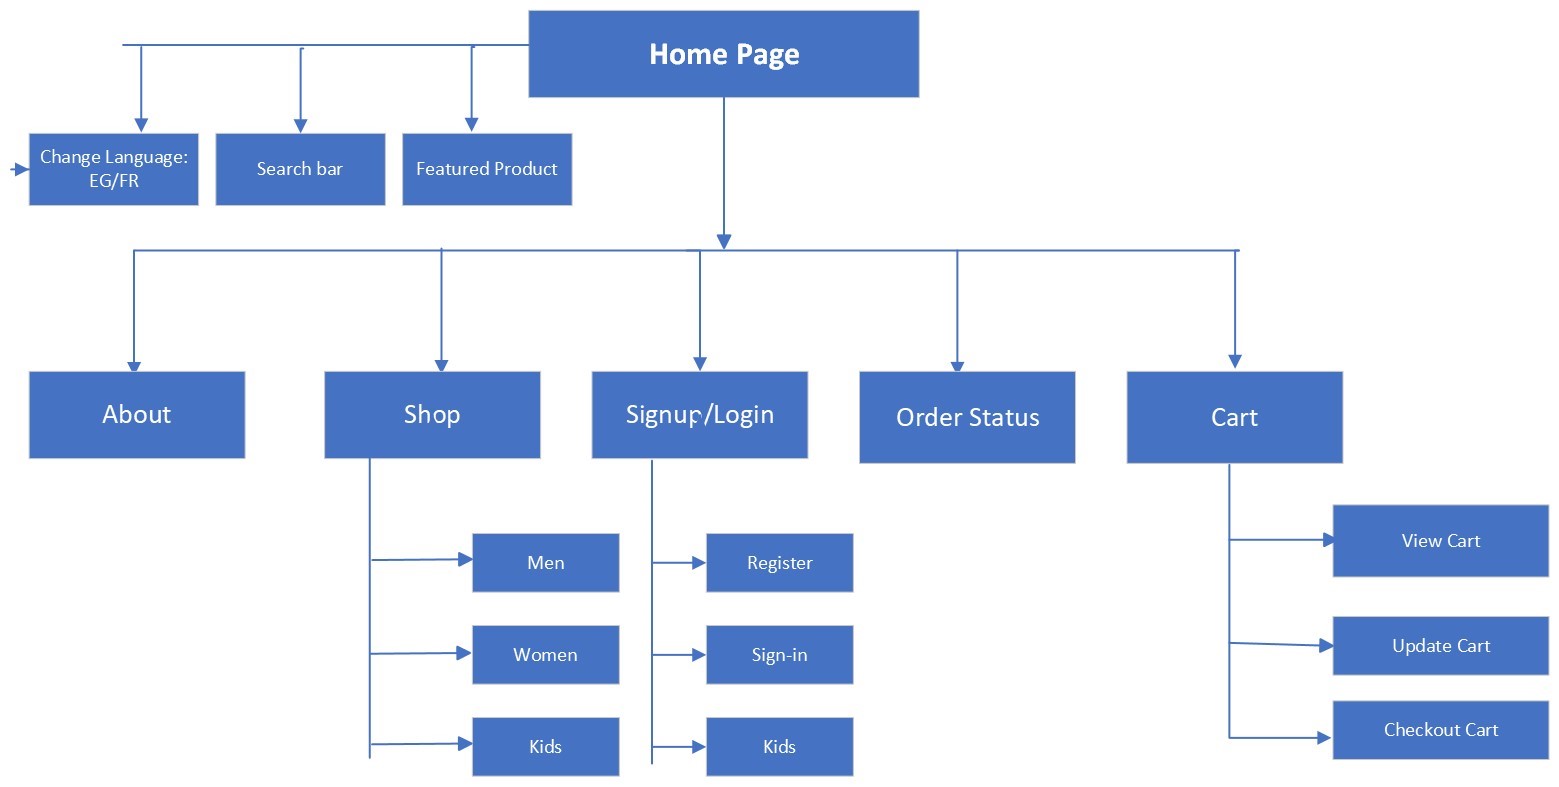 Home Page
Change Language:
EG/FR
Search bar
Featured Product
About
Shop
Signup/Login
Order Status
Cart
Men
Women
Kids
Register
Sign-in
Kids
View Cart
Update Cart
Checkout Cart